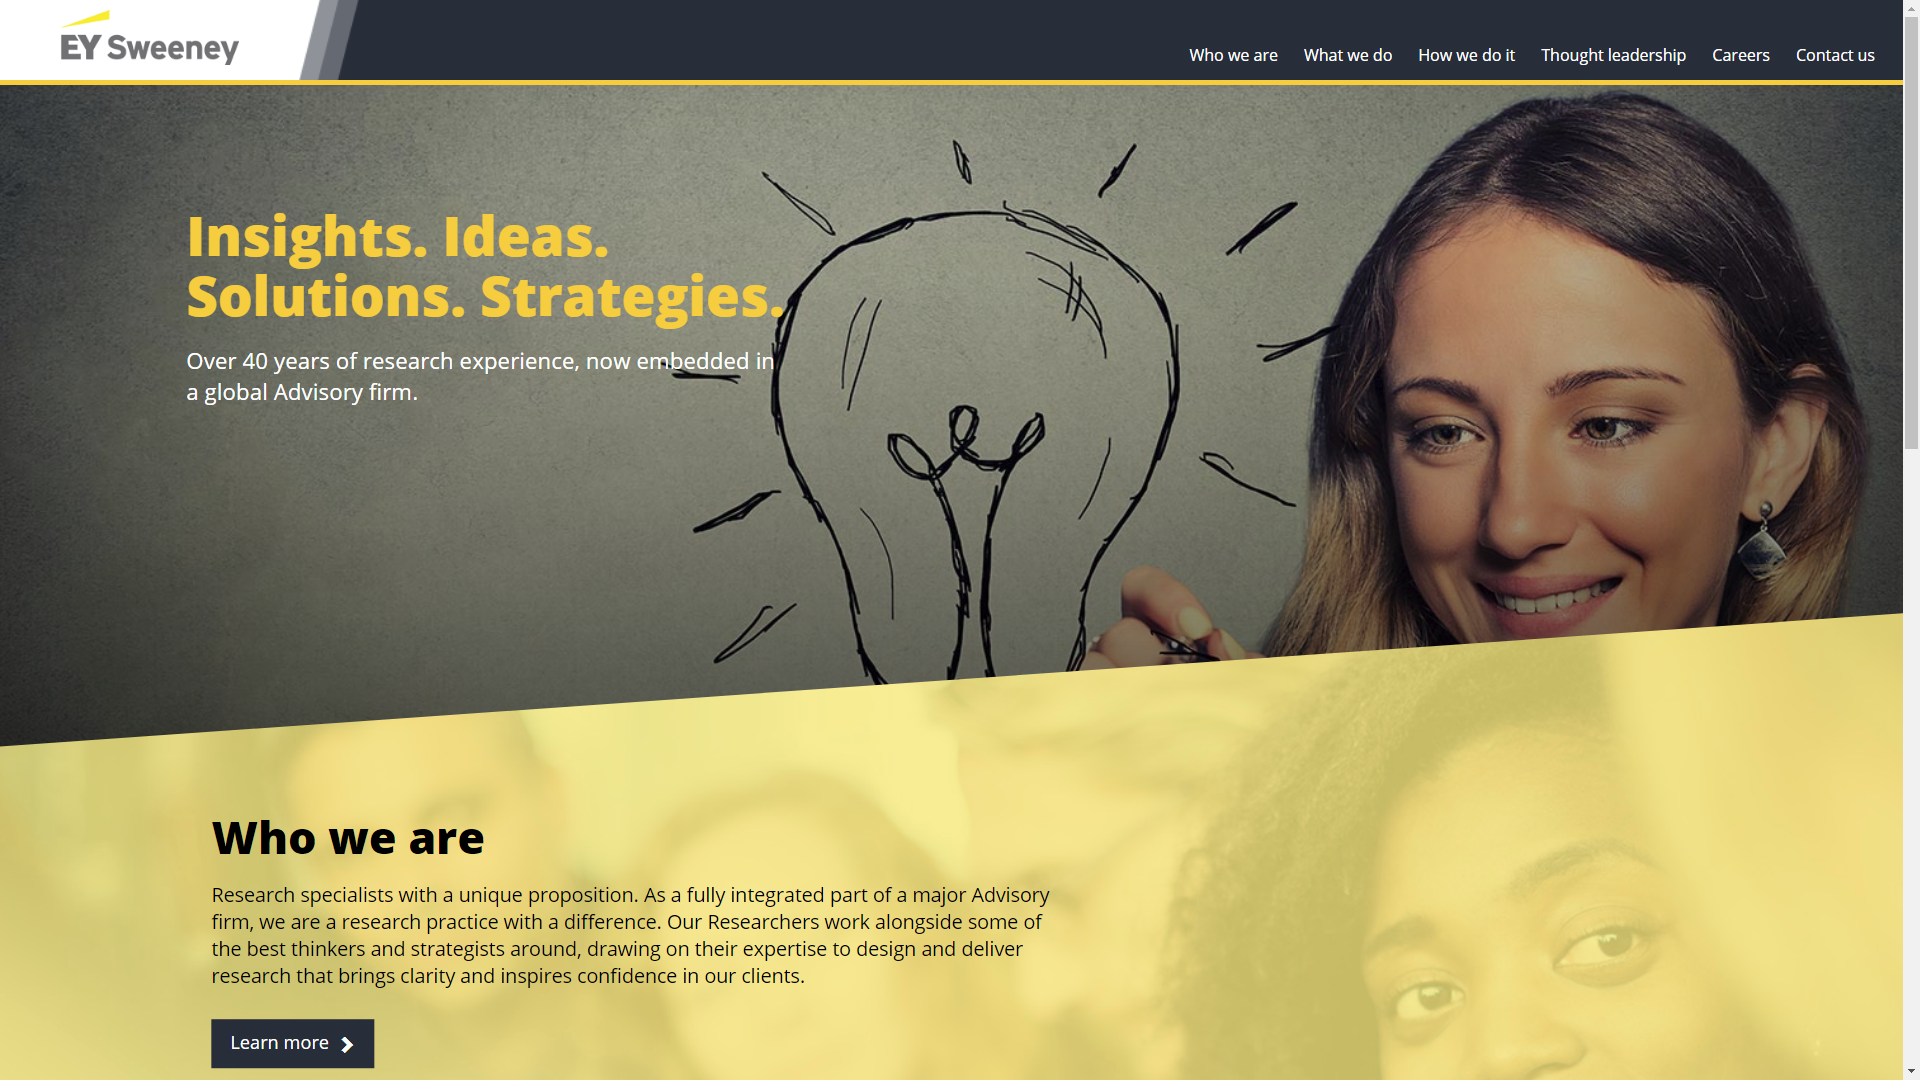 EY Sweeney
Who we are
What we do
How we do it
Thought leadership
Careers
Contact us
Insights. Ideas.
Solutions. Strategies.
Over 40 years of research experience, now embedded in
a global Advisory firm.
Who we are
Research specialists with a unique proposition. As a fully integrated part of a major Advisory
firm, we are a research practice with a difference. Our Researchers work alongside some of
the best thinkers and strategists around, drawing on their expertise to design and deliver
research that brings clarity and inspires confidence in our clients.
Learn more